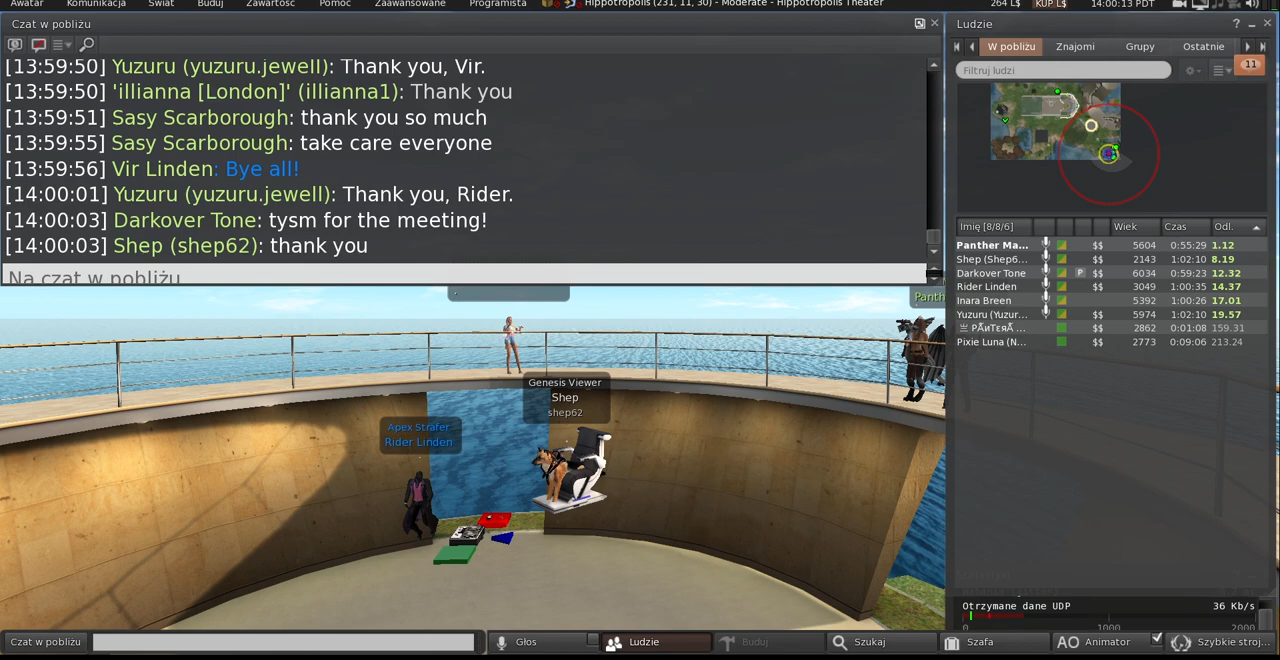 Awatar Komunikacja Świat Buduj Zawartość Pomoc Zaawansowane Programista Hippotropolis (231, 11, 30) - Moderate - Hippotropolis Theater 264 L$ KUP L$ 14:00:13 PDT
Czat w pobliżu
[13:59:50] Yuzuru (yuzuru.jewell): Thank you, Vir.
[13:59:50] 'illianna [London]' (illianna1): Thank you
[13:59:51] Sasy Scarborough: thank you so much
[13:59:55] Sasy Scarborough: take care everyone
[13:59:56] Vir Linden: Bye all!
[14:00:01] Yuzuru (yuzuru.jewell): Thank you, Rider.
[14:00:03] Darkover Tone: tysm for the meeting!
[14:00:03] Shep (shep62): thank you
Na czat w pobliżu
Ludzie
W pobliżu Znajomi Grupy Ostatnie
Filtruj ludzi
11
Imię [8/8/6] Wiek Czas Odl.
Panther Ma... $$ 5604 0:55:29 1.12
Shep (Shep6... $$ 2143 1:02:10 8.19
Darkover Tone P $$ 6034 0:59:23 12.32
Rider Linden $$ 3049 1:00:35 14.37
Inara Breen 5392 1:00:26 17.01
Yuzuru (Yuzur... $$ 5974 1:02:10 19.57
$$ 2862 0:01:08 159.31
Pixie Luna (N... $$ 2773 0:09:06 213.24
Panth
Genesis Viewer
Shep
shep62
Apex Strafer
Rider Linden
Otrzymane dane UDP 36 Kb/s
0 1000 2000
Czat w pobliżu Głos Ludzie Buduj Szukaj Szafa AO Animator Szybkie stroj...